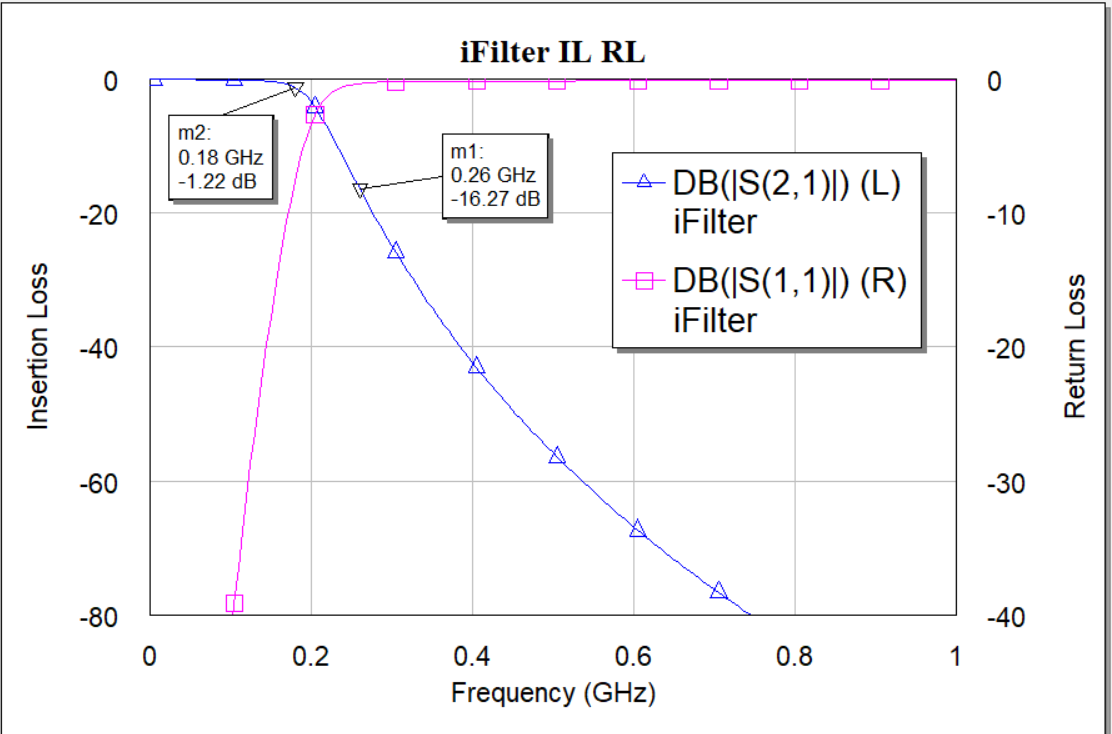 iFilter IL RL
0
-20
-40
-60
-80
Insertion Loss
0
-10
-20
-30
-40
Return Loss
0
0.2
0.4
0.6
0.8
1
Frequency (GHz)
m2:
0.18 GHz
-1.22 dB
m1:
0.26 GHz
-16.27 dB
DB(|S(2,1)|) (L)
iFilter
DB(|S(1,1)|) (R)
iFilter